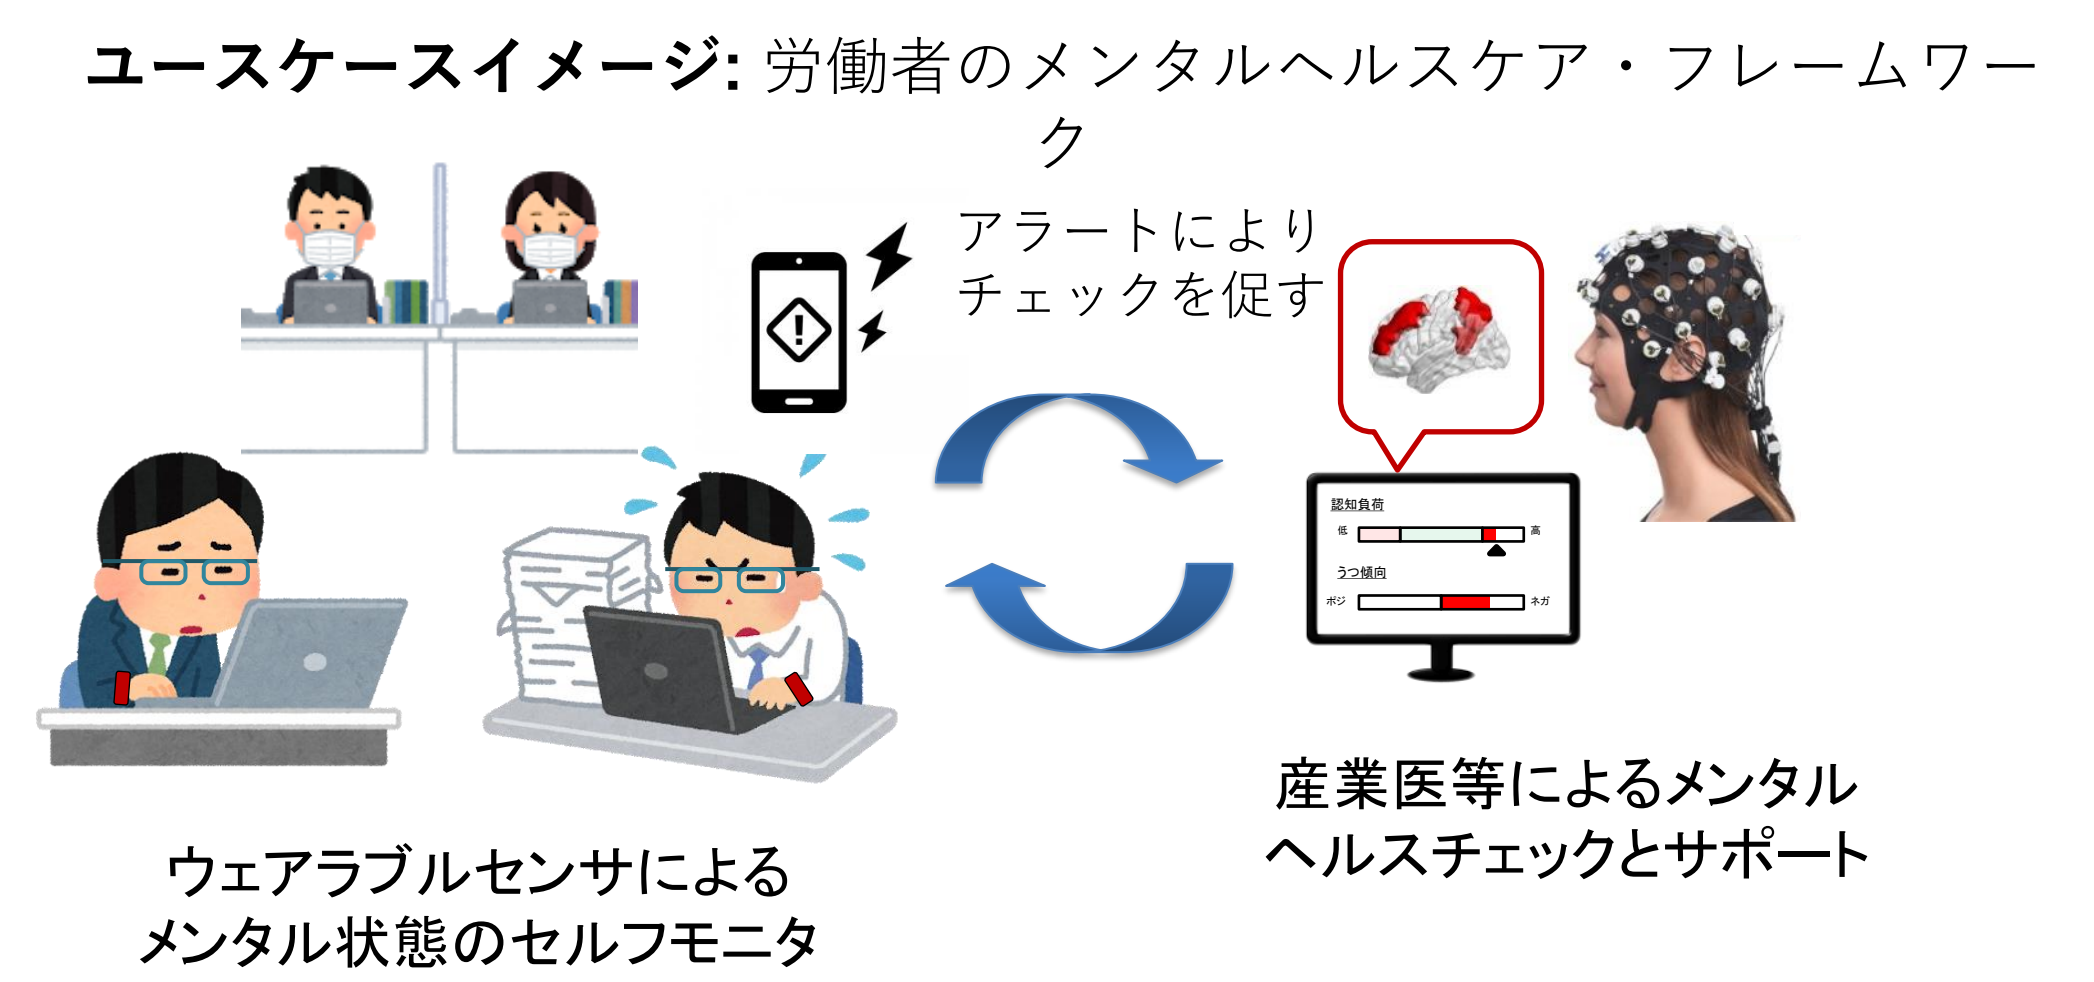 ユースケースイメージ: 労働者のメンタルヘルスケア・フレームワー
ク
アラートにより
チェックを促す
認知負荷
低 高
うつ傾向
ポジ ネガ
産業医等によるメンタル
ヘルスチェックとサポート
ウェアラブルセンサによる
メンタル状態のセルフモニタ